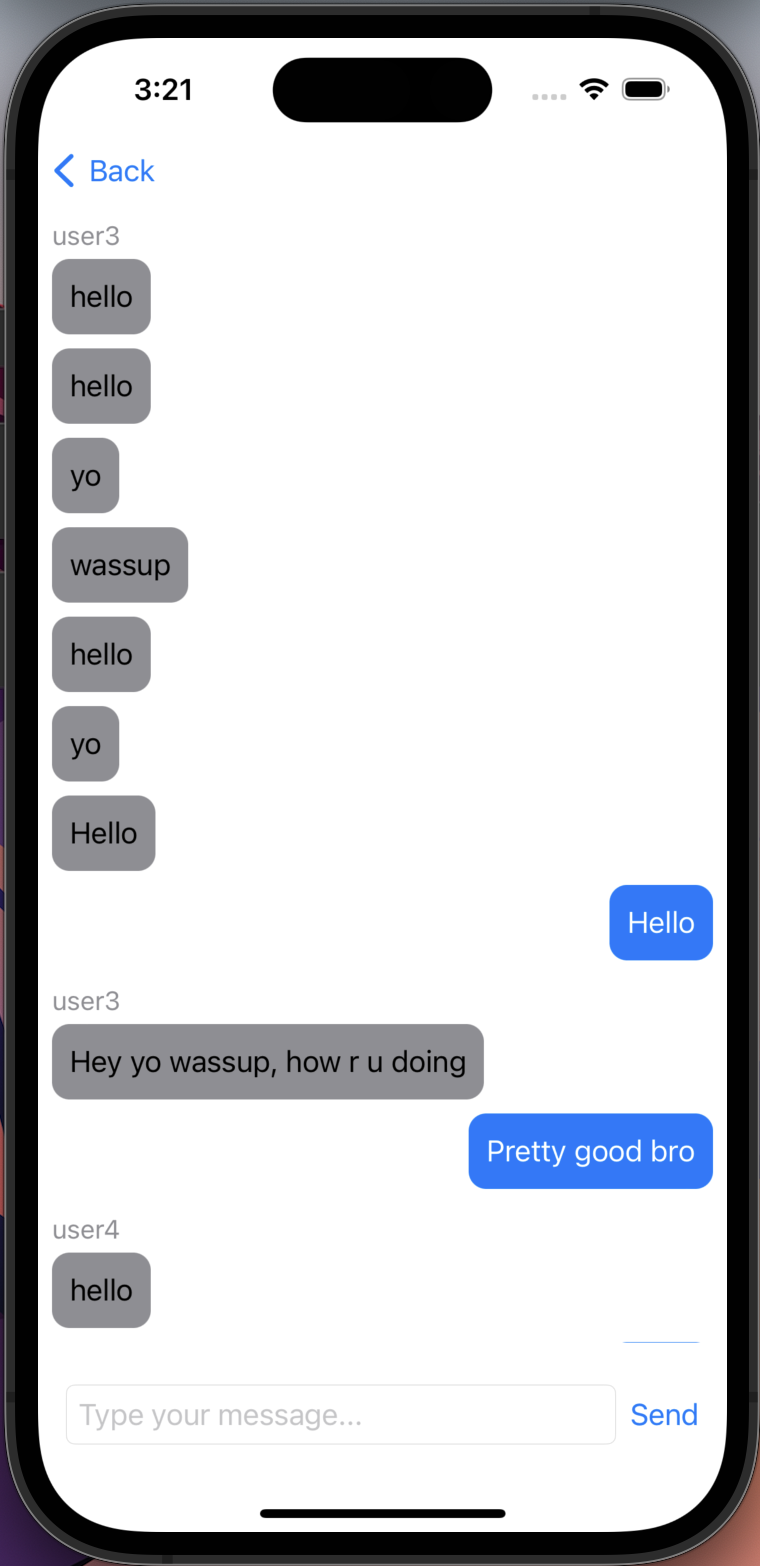 3:21
Back
user3
hello
hello
yo
wassup
hello
yo
Hello
Hello
user3
Hey yo wassup, how r u doing
Pretty good bro
user4
hello
Type your message...
Send